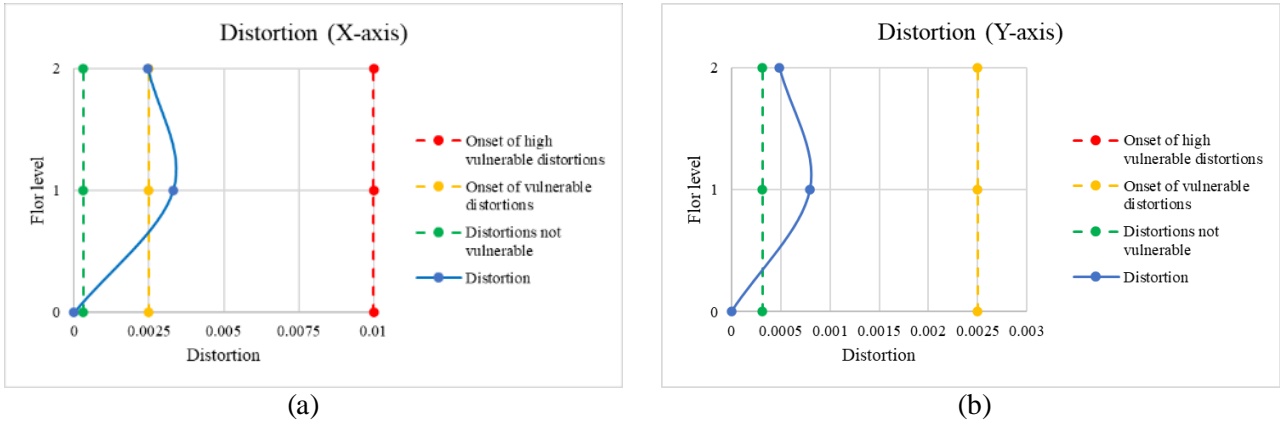 Distortion (X-axis)
2
1
0
Flor level
0 0.0025 0.005 0.0075 0.01
Distortion
Onset of high
vulnerable distortions
Onset of vulnerable
distortions
Distortions not
vulnerable
Distortion
(a)
Distortion (Y-axis)
2
1
0
Flor level
0 0.0005 0.001 0.0015 0.002 0.0025 0.003
Distortion
Onset of high
vulnerable distortions
Onset of vulnerable
distortions
Distortions not
vulnerable
Distortion
(b)